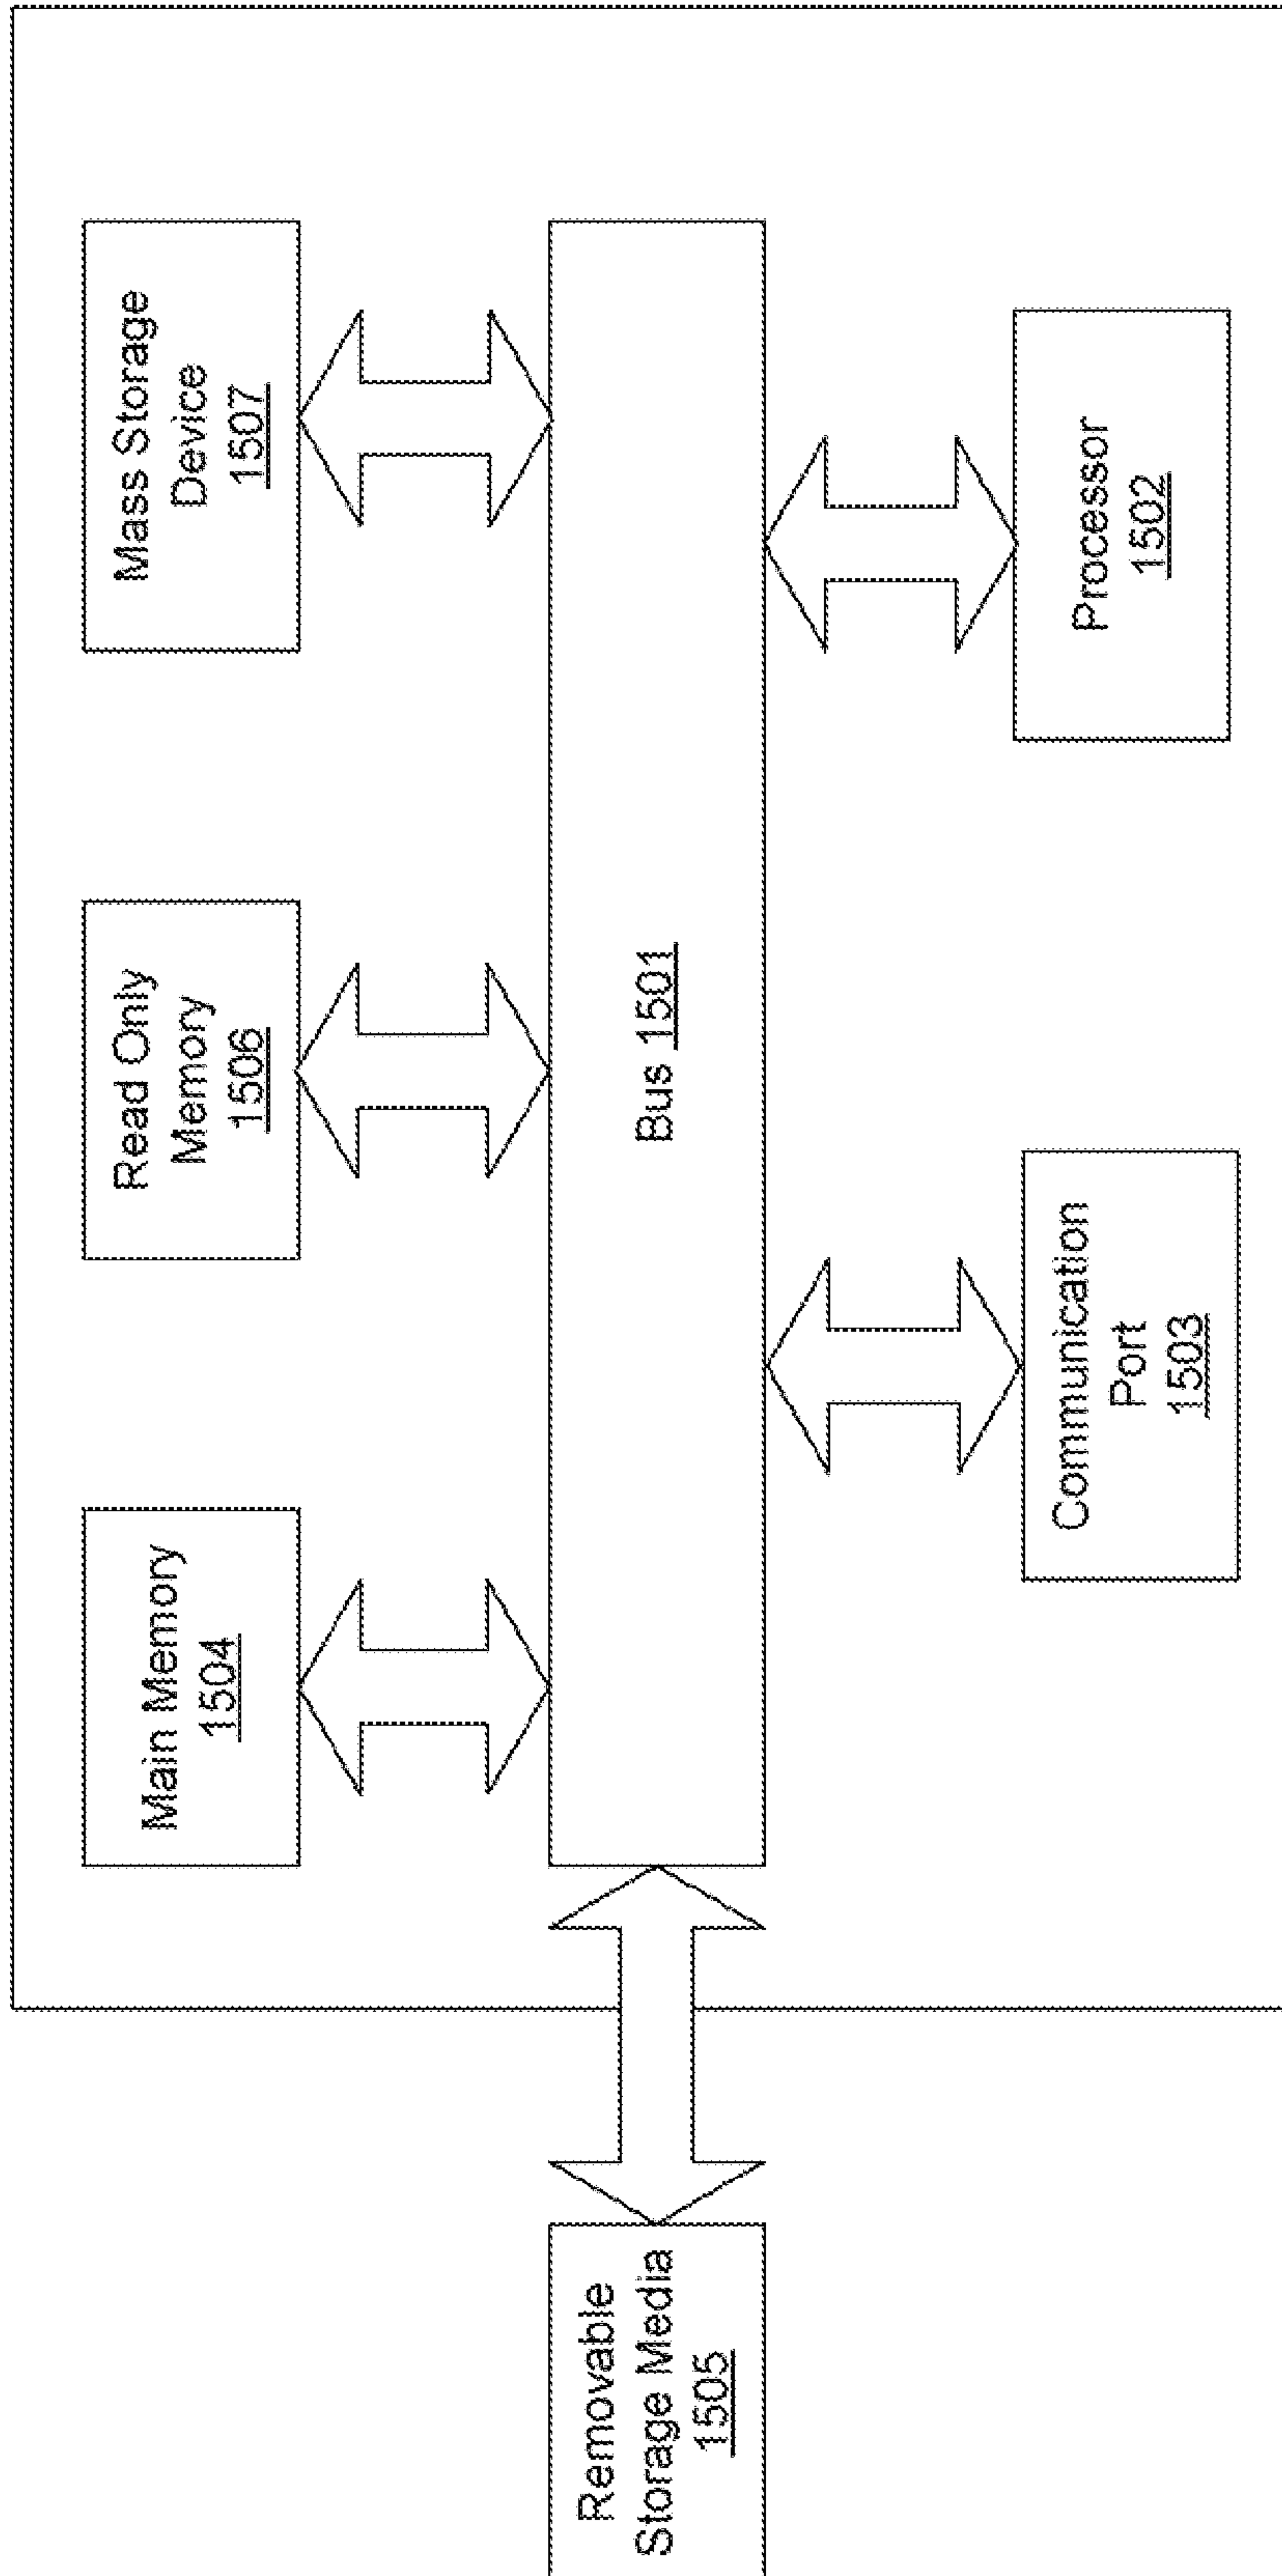 Main Memory
1504
Read Only
Memory
1506
Mass Storage
Device
1507
Removable
Storage Media
1505
Bus 1501
Communication
Port
1503
Processor
1502